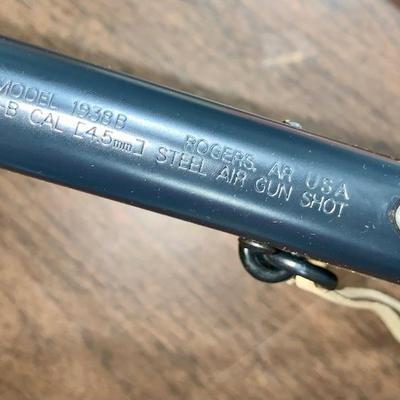 MODEL 1938B ROGERS, AR USA
B-B CAL [4.5mm.] STEEL AIR GUN SHOT